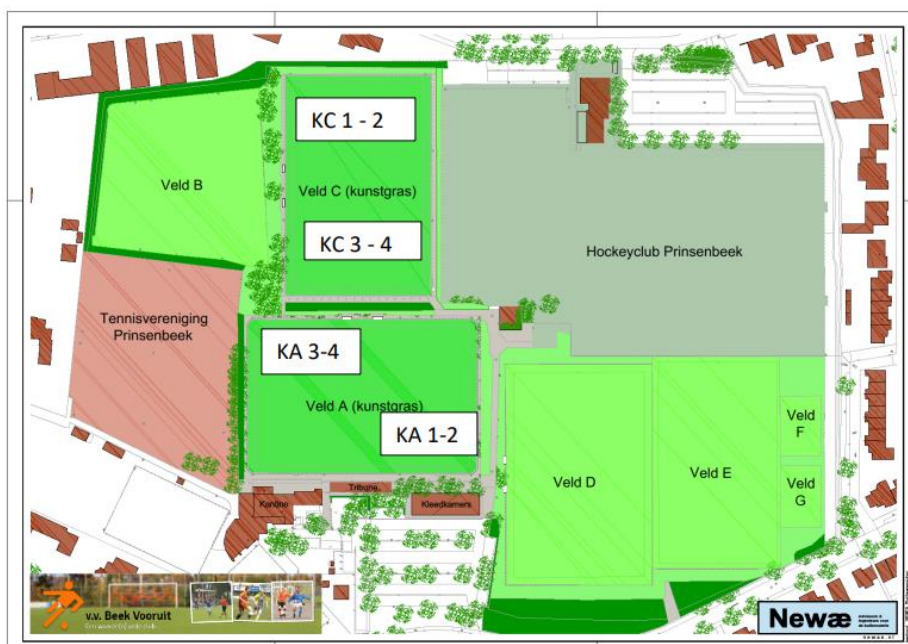 KC 1 - 2
Veld B
Veld C (kunstgras)
KC 3 - 4
Hockeyclub Prinsenbeek
Tennisvereniging
Prinsenbeek
KA 3-4
Veld A (kunstgras)
KA 1-2
Veld
F
Veld D
Veld E
Veld
G
Tribune
Kantine
Kleedkamers
v.v. Beek Vooruit
Newæ